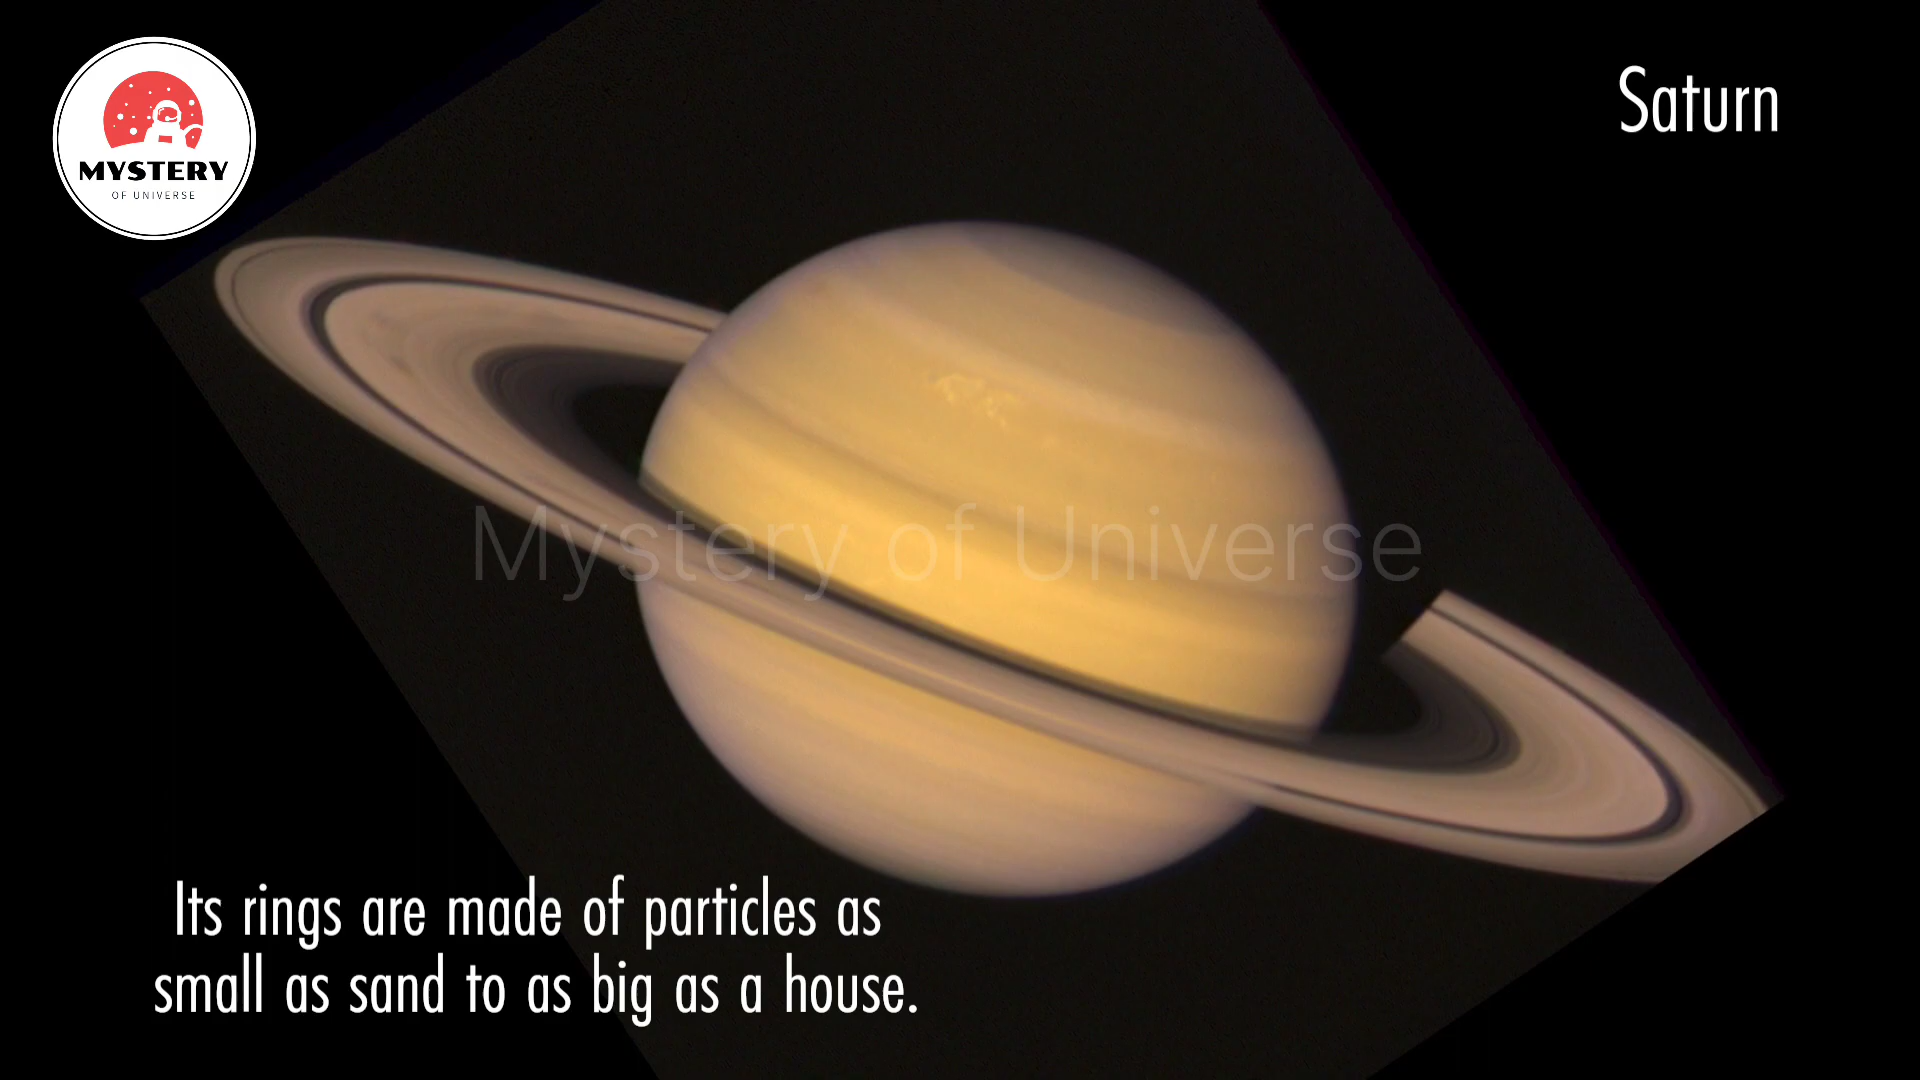 MYSTERY
OF UNIVERSE
Saturn
Mystery of Universe
Its rings are made of particles as
small as sand to as big as a house.